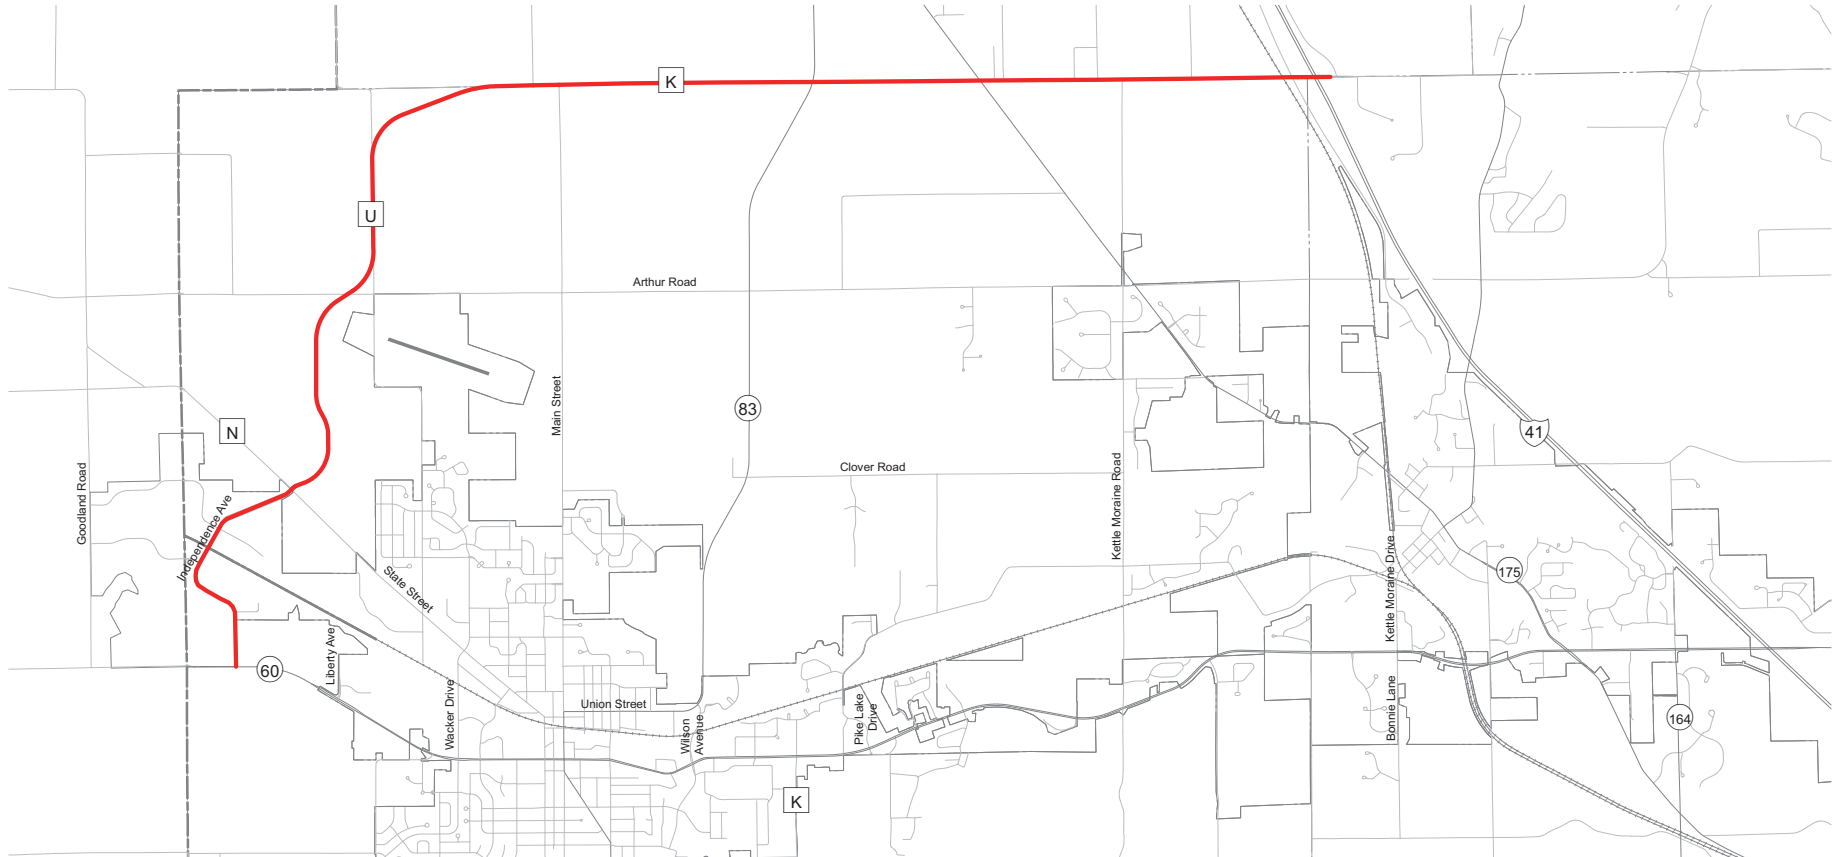 K
U
Arthur Road
Main Street
83
N
41
Clover Road
Goodland Road
Kettle Moraine Road
Independence Ave
State Street
Kettle Moraine Drive
175
Liberty Ave
60
Wacker Drive
Union Street
Wilson
Avenue
Pike Lake
Drive
Bonnie Lane
164
K